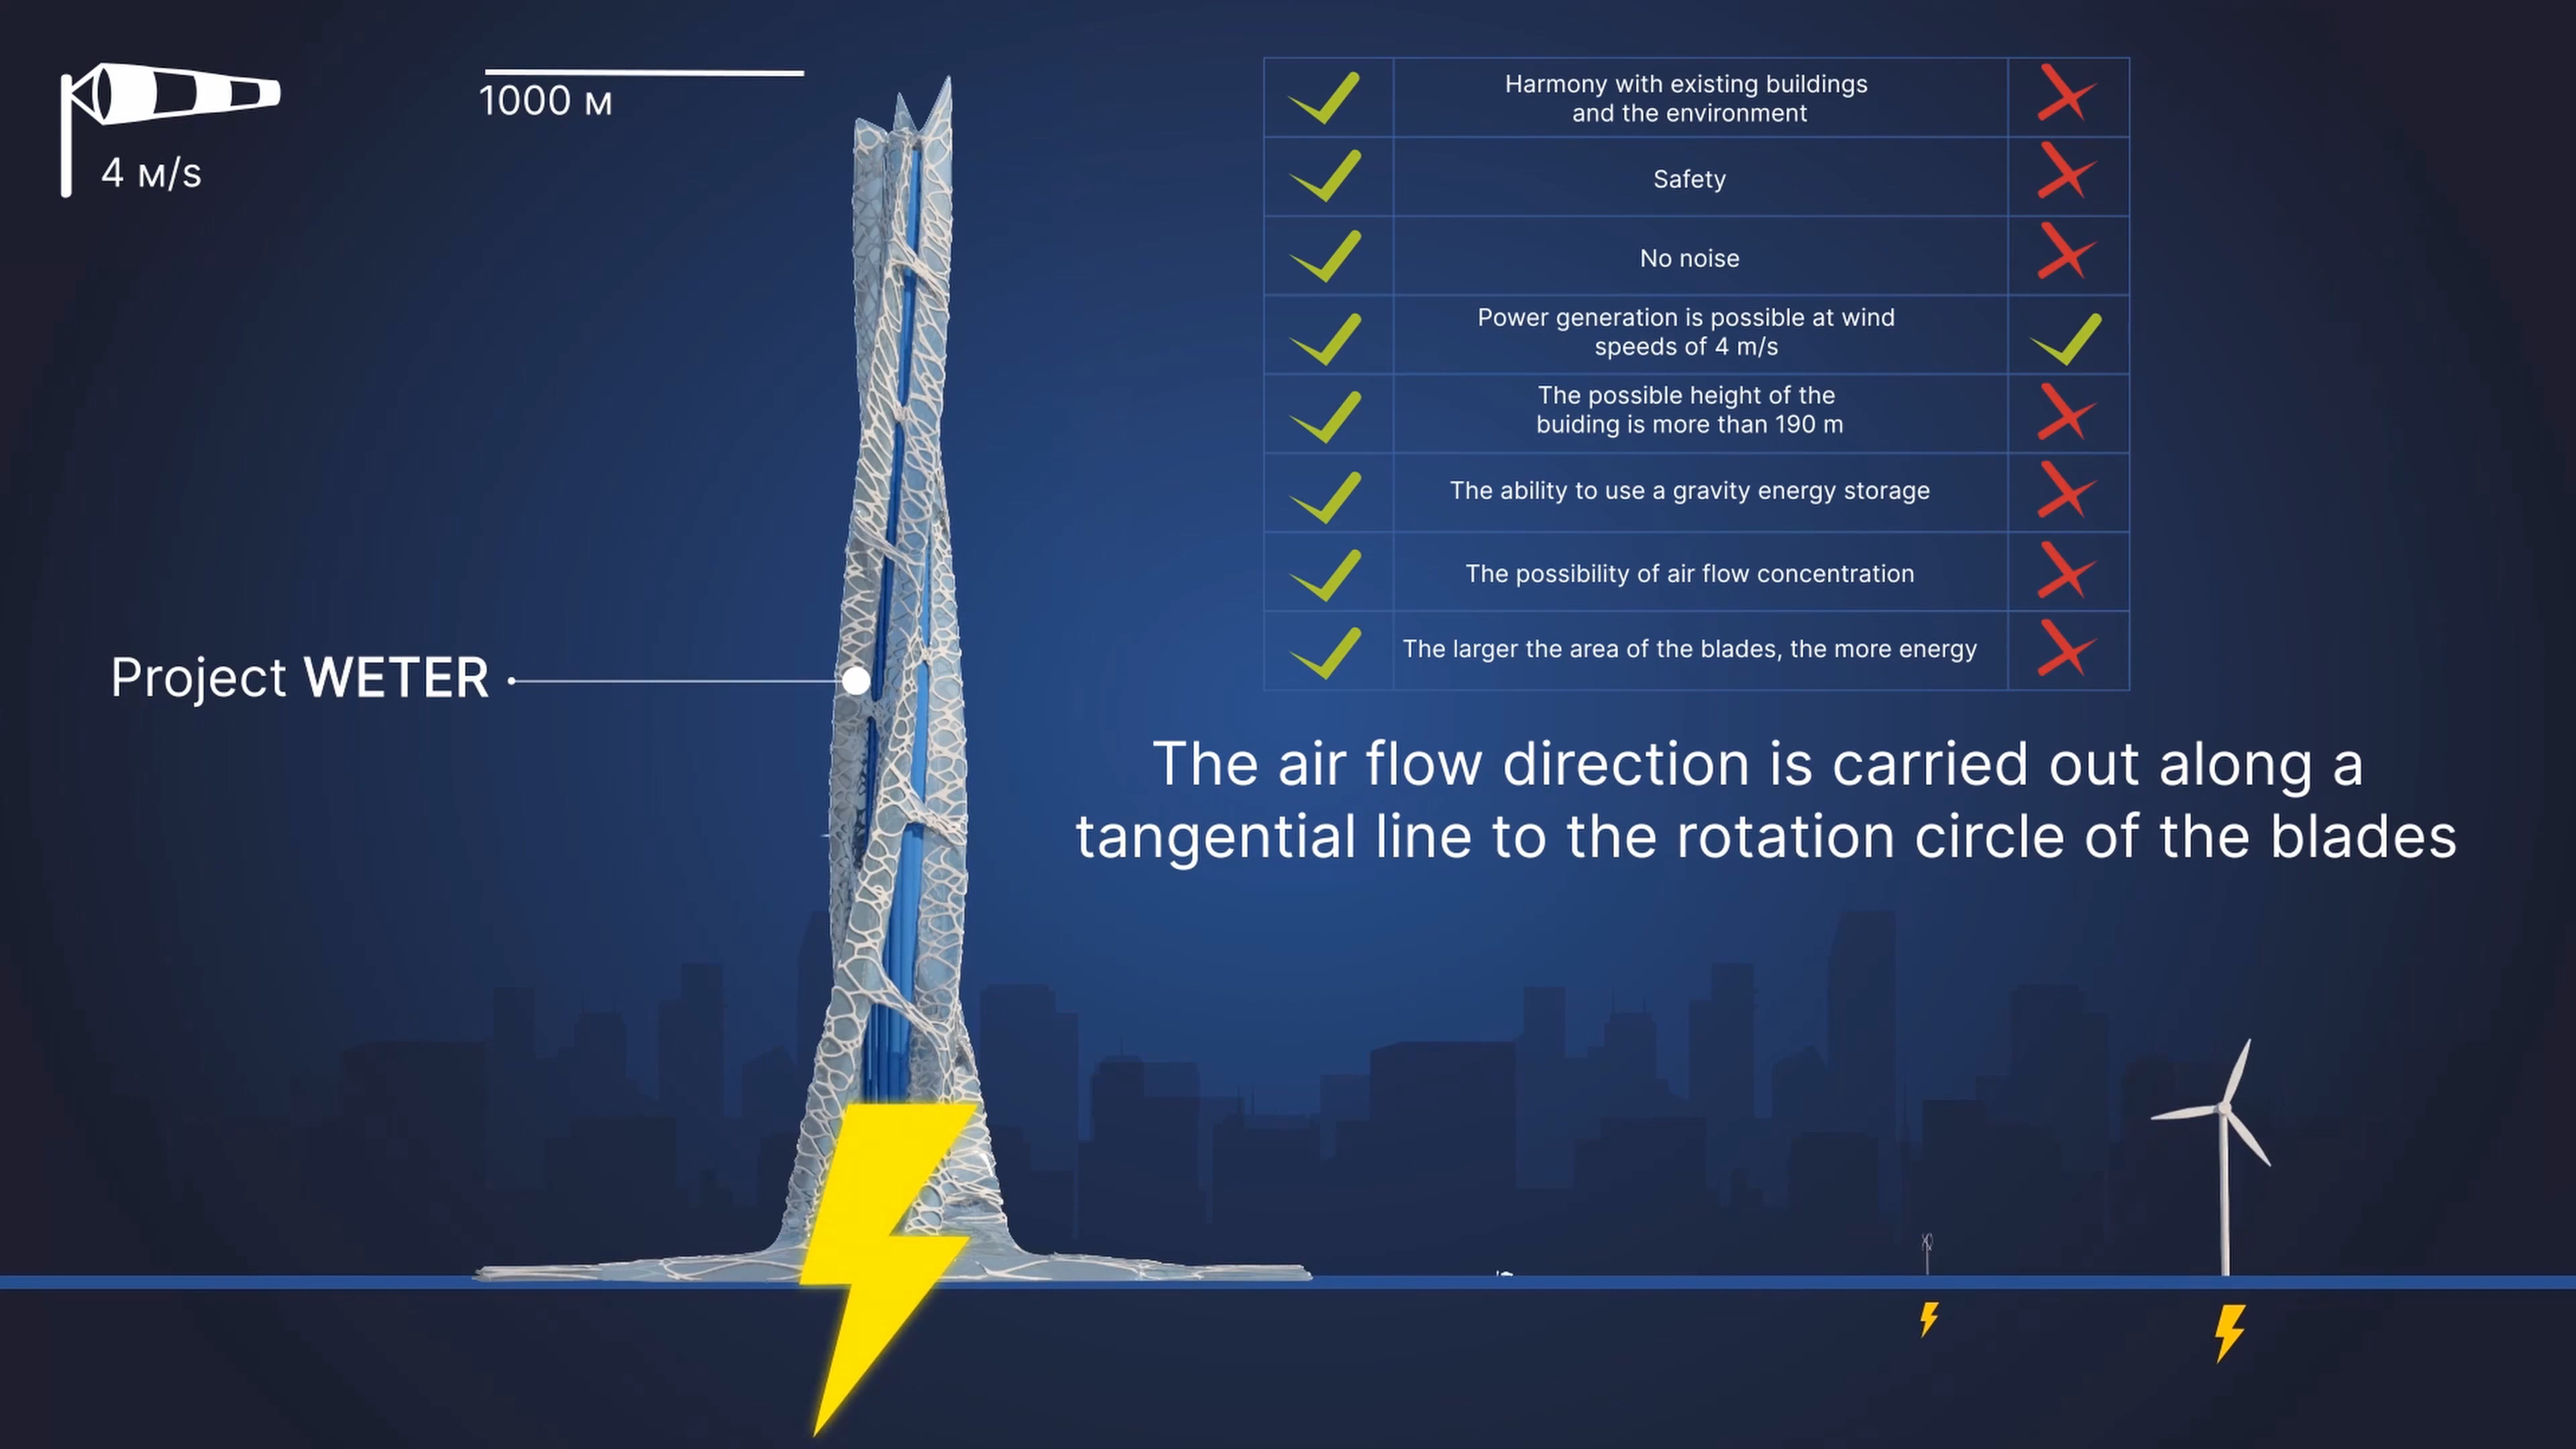 1000 м
4 м/s
Harmony with existing buildings
and the environment
Safety
No noise
Power generation is possible at wind
speeds of 4 m/s
The possible height of the
buiding is more than 190 m
The ability to use a gravity energy storage
The possibility of air flow concentration
The larger the area of the blades, the more energy
Project WETER
The air flow direction is carried out along a
tangential line to the rotation circle of the blades